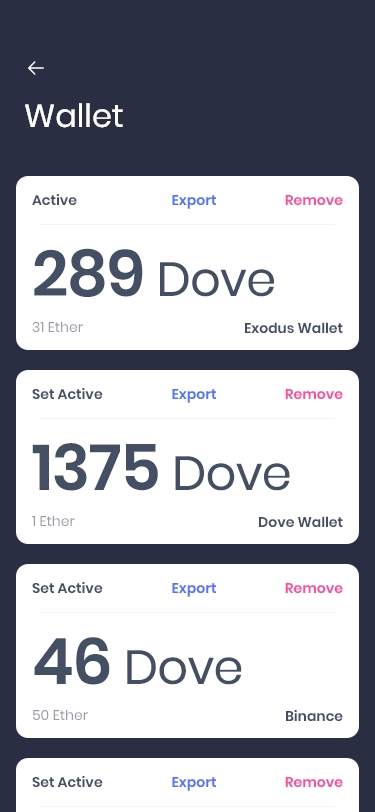 Wallet
Active Export Remove
289 Dove
31 Ether Exodus Wallet
Set Active Export Remove
1375 Dove
1 Ether Dove Wallet
Set Active Export Remove
46 Dove
50 Ether Binance
Set Active Export Remove